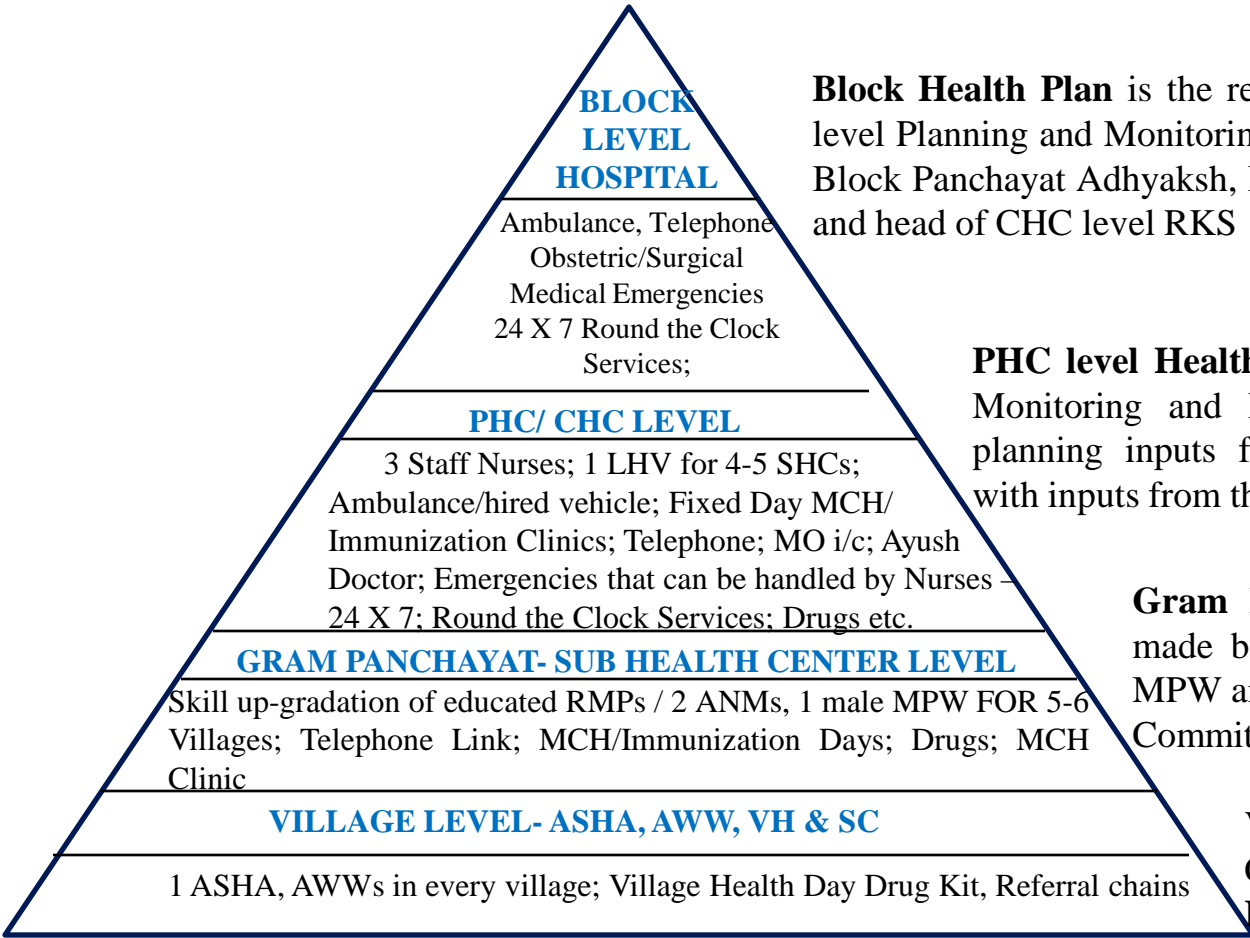 BLOCK
LEVEL
HOSPITAL
Ambulance, Telephone
Obstetric/Surgical
Medical Emergencies
24 X 7 Round the Clock
Services;
PHC/ CHC LEVEL
3 Staff Nurses; 1 LHV for 4-5 SHCs;
Ambulance/hired vehicle; Fixed Day MCH/
Immunization Clinics; Telephone; MO i/c; Ayush
Doctor; Emergencies that can be handled by Nurses –
24 X 7; Round the Clock Services; Drugs etc.
GRAM PANCHAYAT- SUB HEALTH CENTER LEVEL
Skill up-gradation of educated RMPs / 2 ANMs, 1 male MPW FOR 5-6
Villages; Telephone Link; MCH/Immunization Days; Drugs; MCH
Clinic
VILLAGE LEVEL- ASHA, AWW, VH & SC
1 ASHA, AWWs in every village; Village Health Day Drug Kit, Referral chains
Block Health Plan is the
level Planning and
Block Panchayat Adhyaksh,
and head of CHC level RKS
PHC level
Monitoring and
planning inputs
with inputs from
Gram
made
MPW